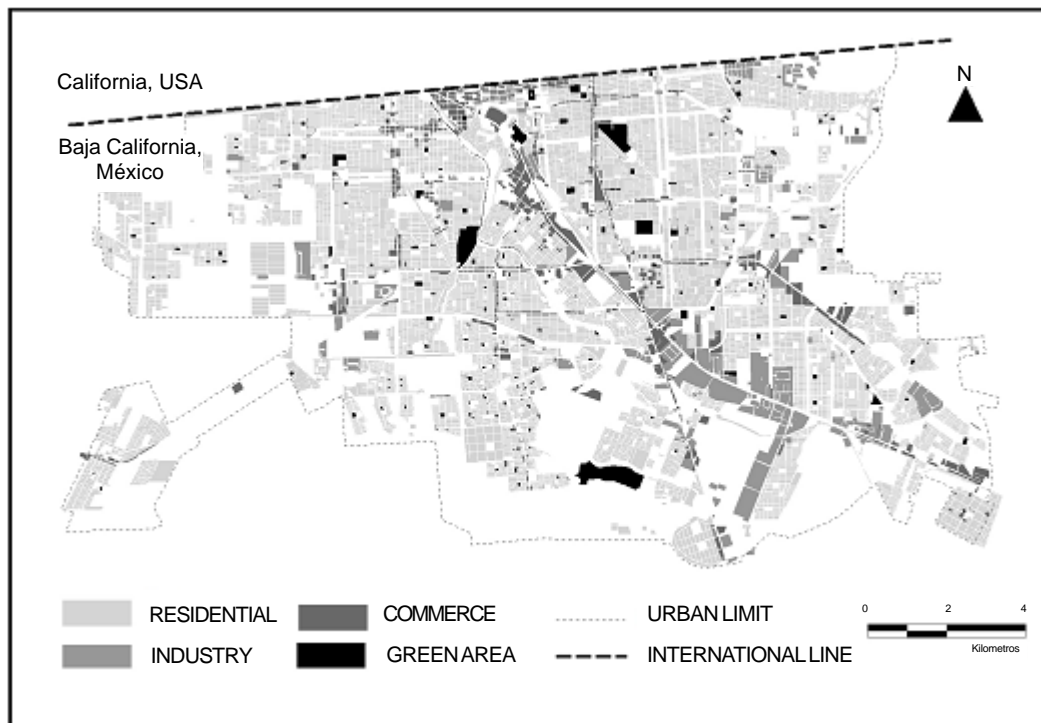 California, USA
N
Baja California,
México
RESIDENTIAL
COMMERCE
URBAN LIMIT
0 2 4
INDUSTRY
GREEN AREA
INTERNATIONAL LINE
Kilometros